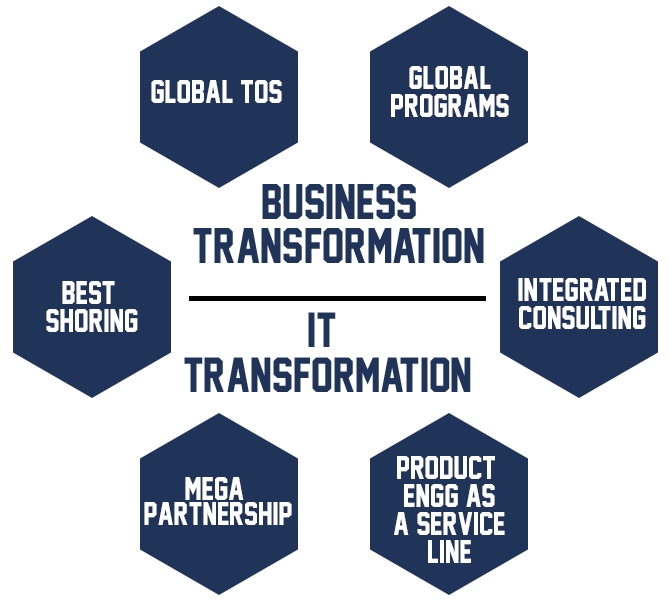 GLOBAL TOS
GLOBAL
PROGRAMS
BUSINESS
TRANSFORMATION
BEST
SHORING
INTEGRATED
CONSULTING
IT
TRANSFORMATION
MEGA
PARTNERSHIP
PRODUCT
ENGG AS
A SERVICE
LINE